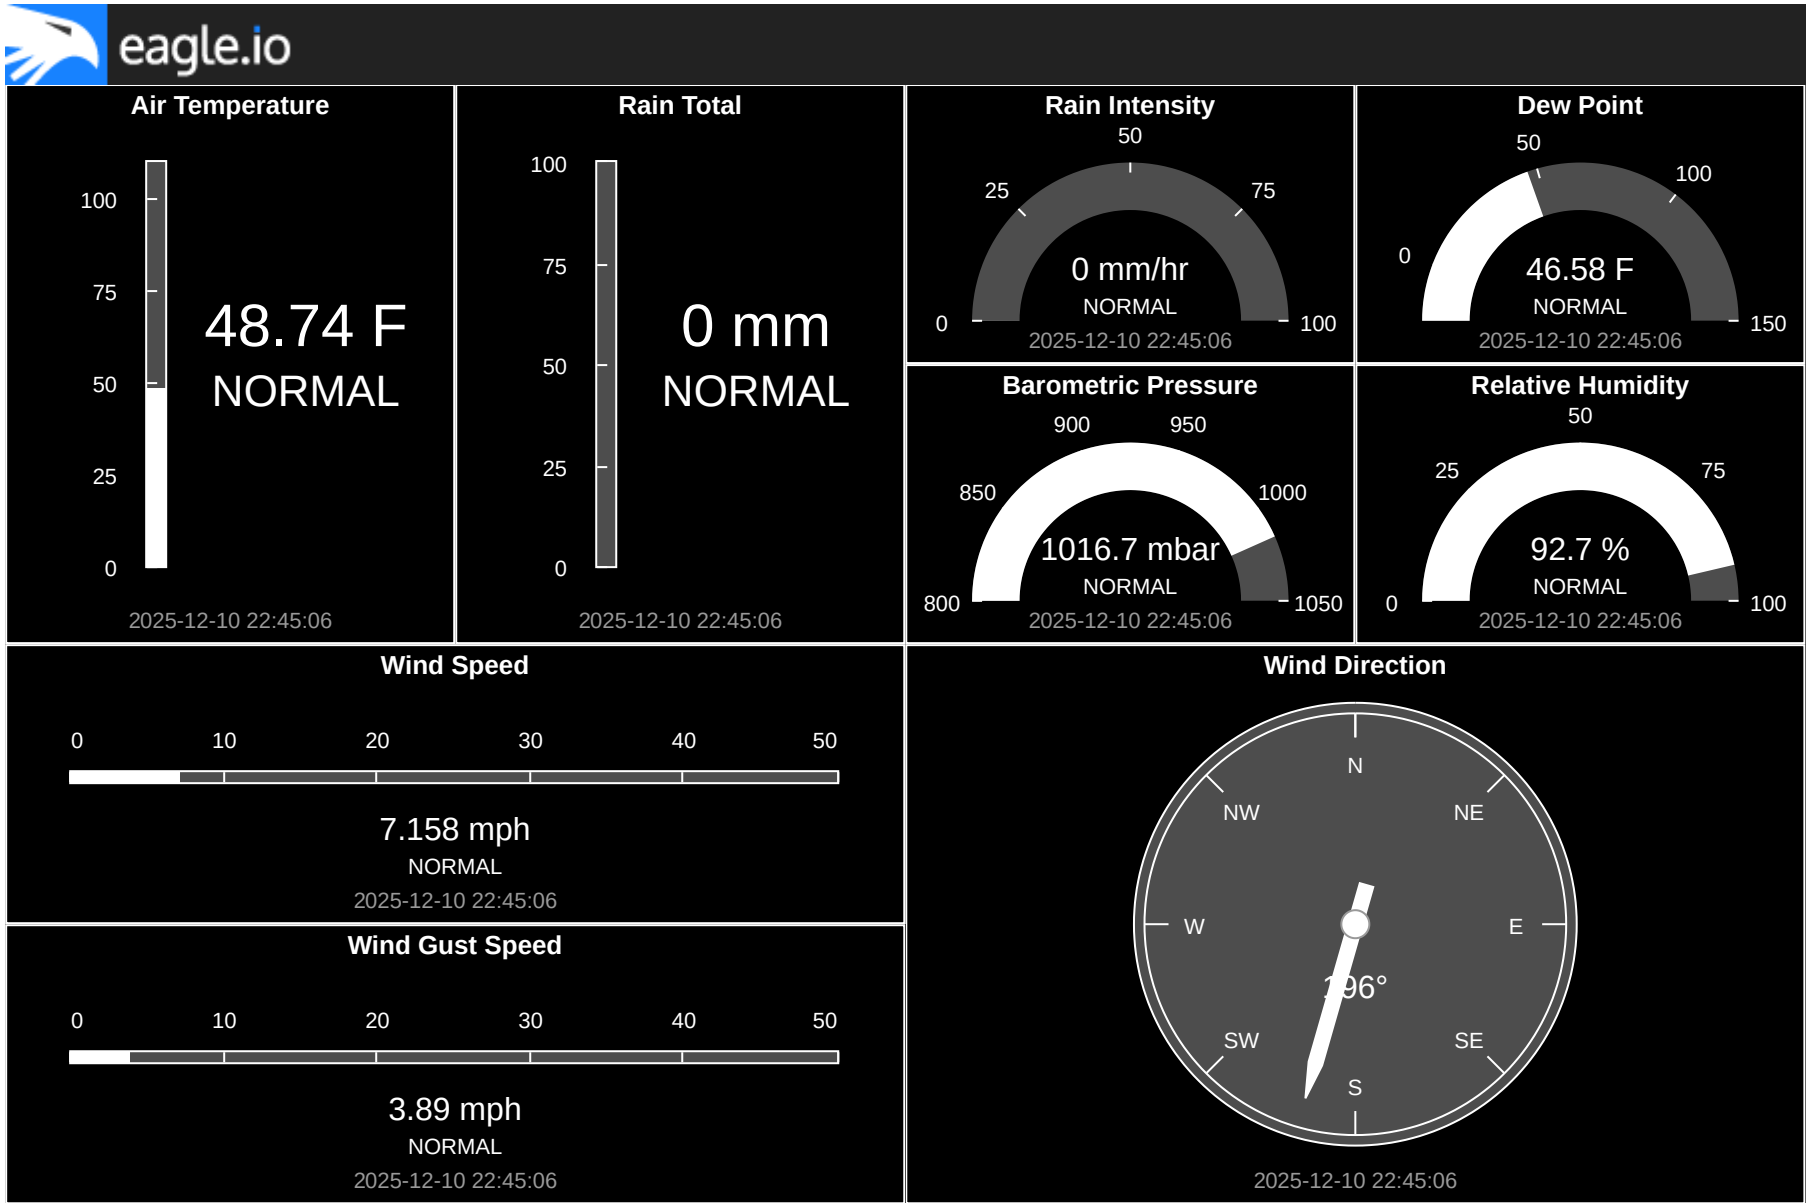 eagle.io
Air Temperature
100
75
50
25
0
48.74 F
NORMAL
2025-12-10 22:45:06
Rain Total
100
75
50
25
0
0 mm
NORMAL
2025-12-10 22:45:06
Rain Intensity
50
25
75
0
100
0 mm/hr
NORMAL
2025-12-10 22:45:06
Dew Point
50
100
0
150
46.58 F
NORMAL
2025-12-10 22:45:06
Barometric Pressure
900
950
850
1000
800
1050
1016.7 mbar
NORMAL
2025-12-10 22:45:06
Relative Humidity
50
25
75
0
100
92.7 %
NORMAL
2025-12-10 22:45:06
Wind Speed
0 10 20 30 40 50
7.158 mph
NORMAL
2025-12-10 22:45:06
Wind Gust Speed
0 10 20 30 40 50
3.89 mph
NORMAL
2025-12-10 22:45:06
Wind Direction
N
NW NE
W E
196°
SW SE
S
2025-12-10 22:45:06